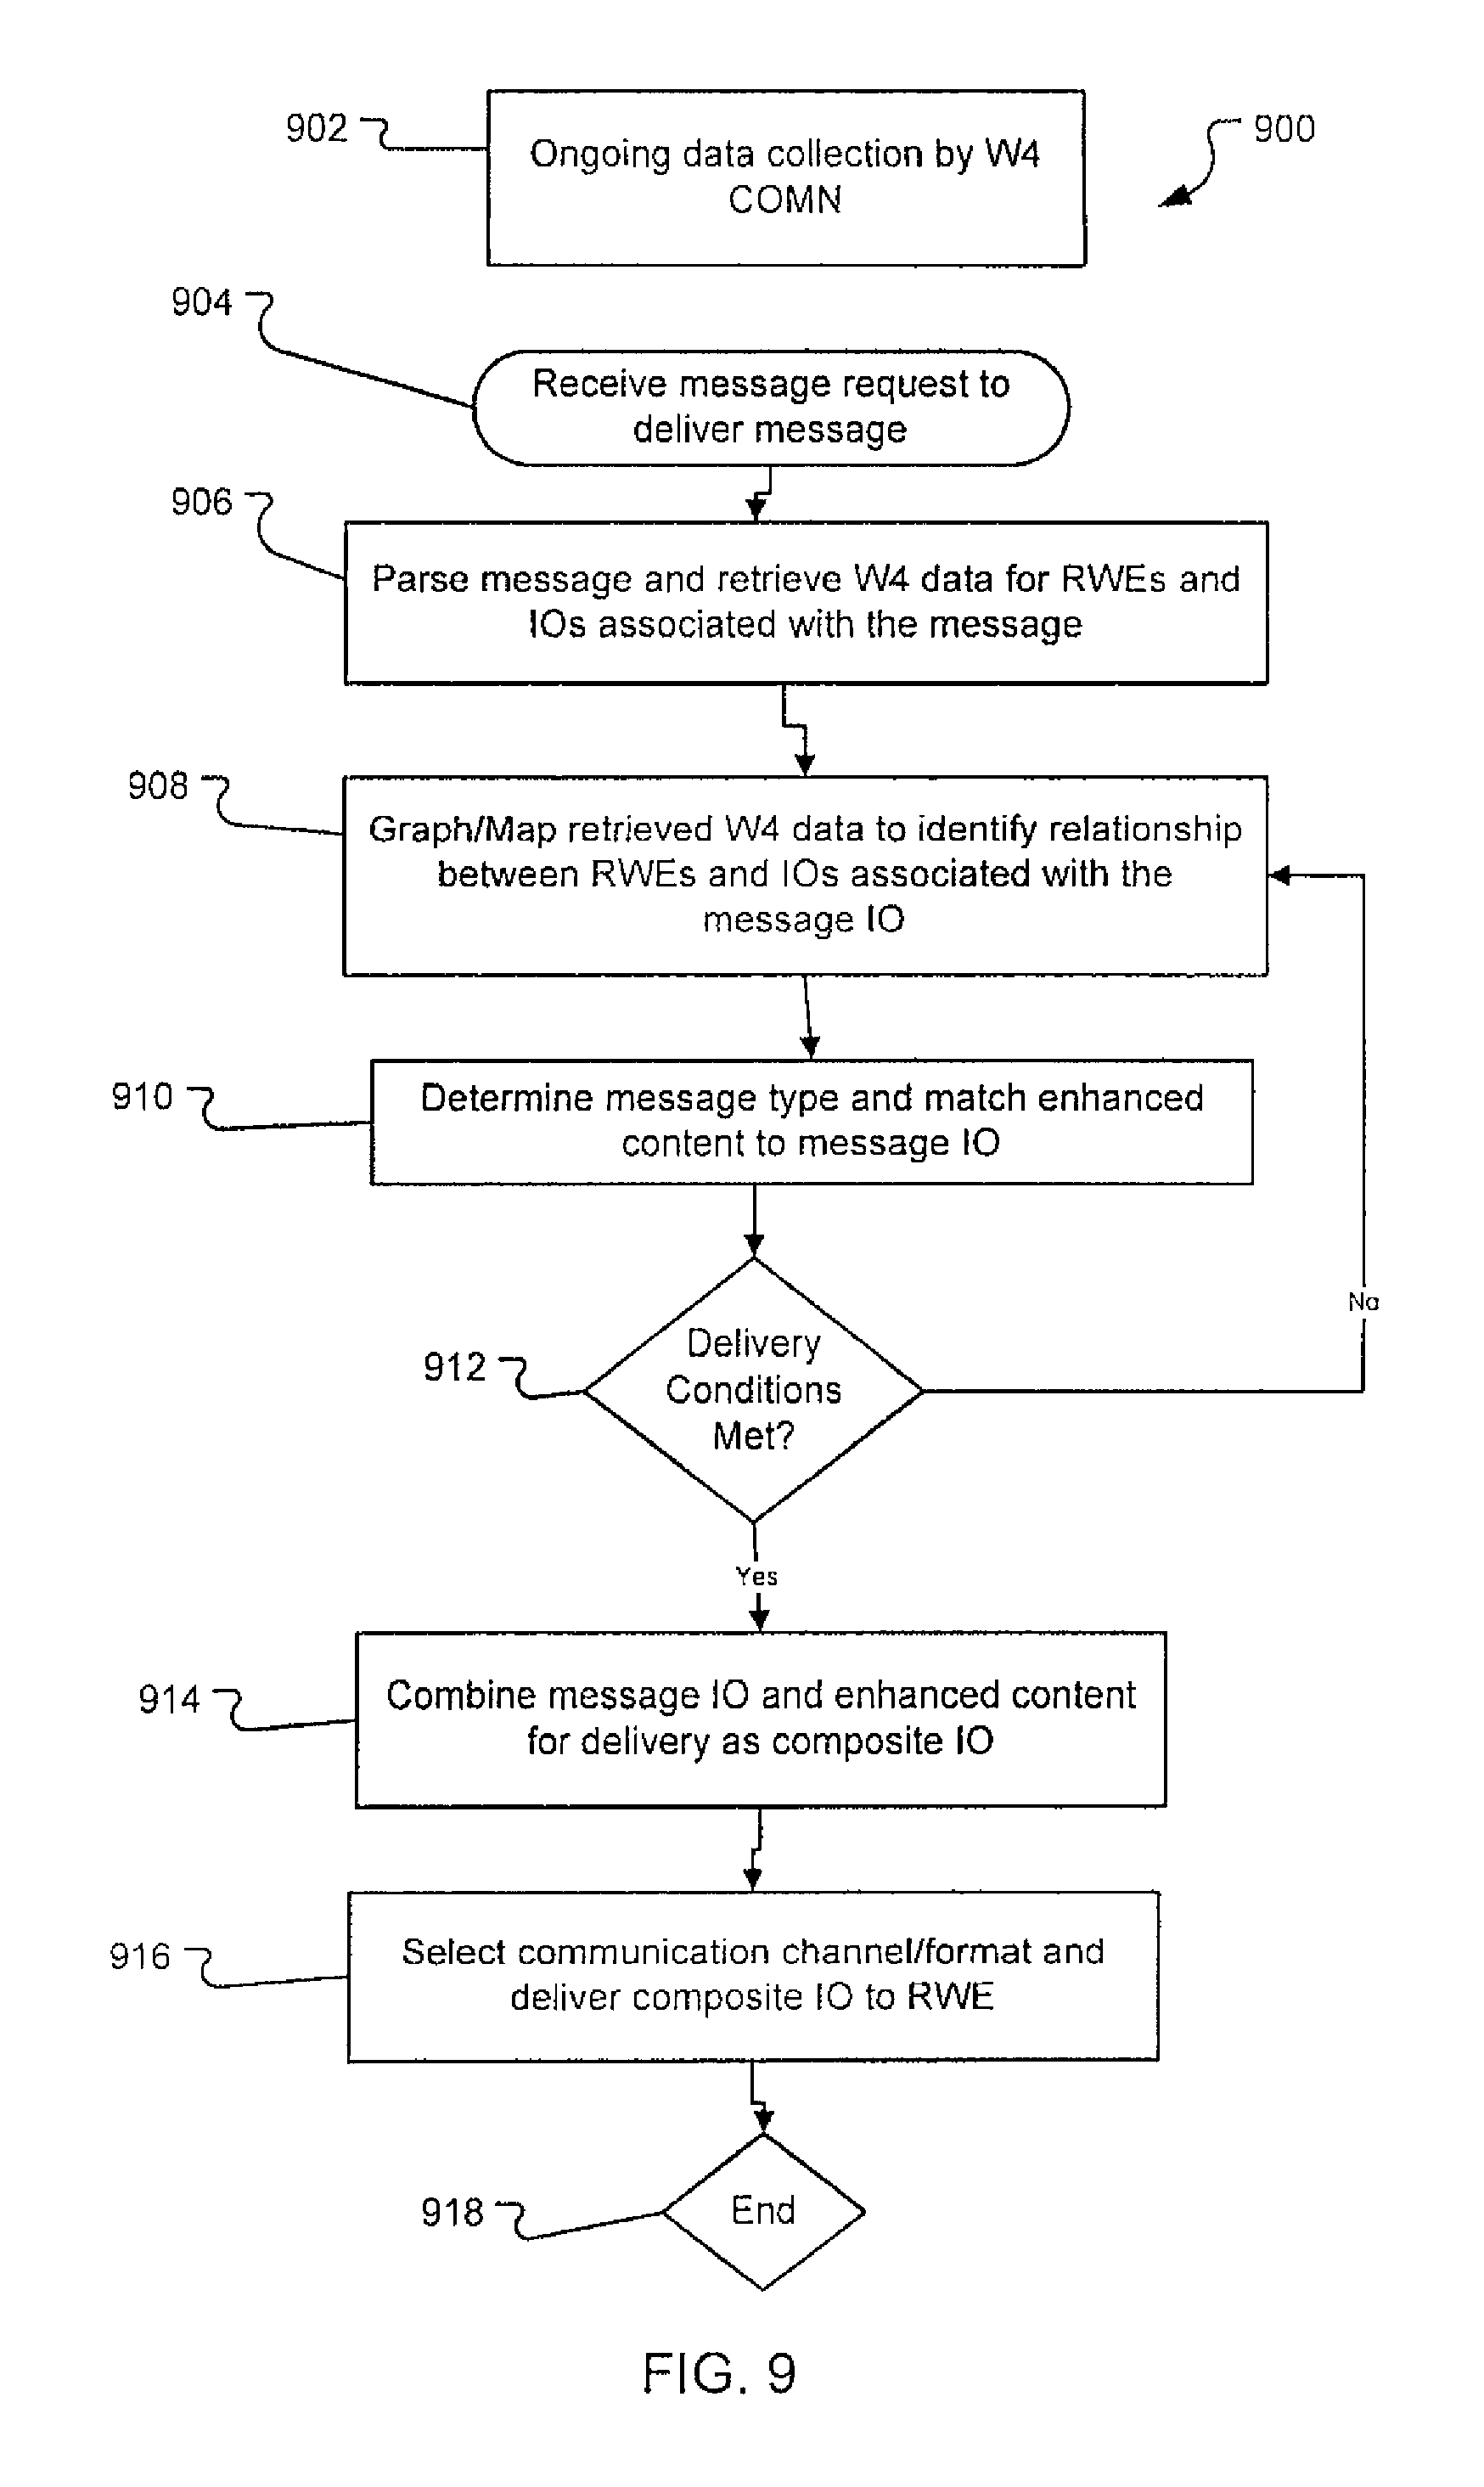 902
Ongoing data collection by W4
COMN
900
904
Receive message request to
deliver message
906
Parse message and retrieve W4 data for RWEs and
IOs associated with the message
908
Graph/Map retrieved W4 data to identify relationship
between RWEs and IOs associated with the
message IO
910
Determine message type and match enhanced
content to message IO
912
Delivery
Conditions
Met?
No
Yes
914
Combine message IO and enhanced content
for delivery as composite IO
916
Select communication channel/format and
deliver composite IO to RWE
918
End
FIG. 9